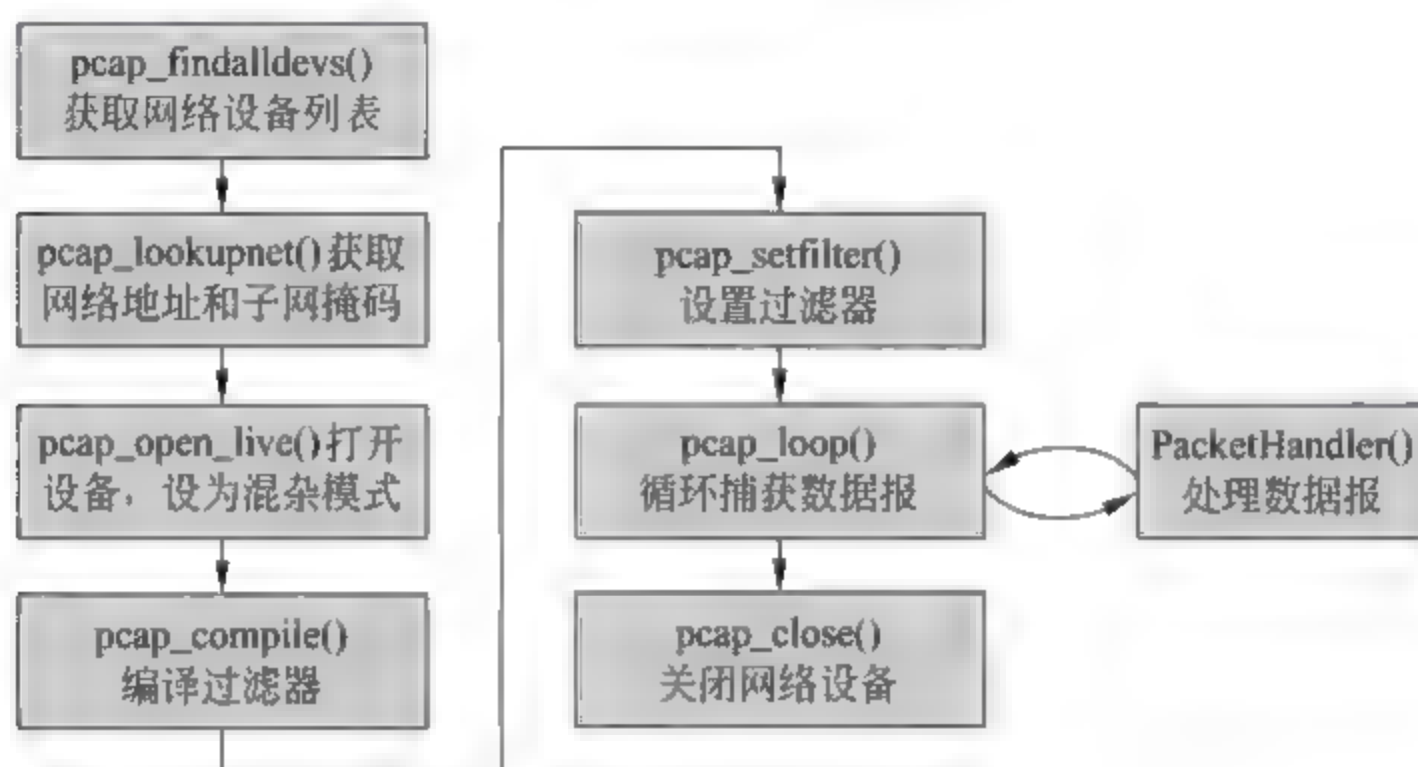 pcap_findalldevs()
获取网络设备列表
pcap_lookupnet()获取
网络地址和子网掩码
pcap_open_live()打开
设备，设为混杂模式
pcap_compile()
编译过滤器
pcap_setfilter()
设置过滤器
pcap_loop()
循环捕获数据报
PacketHandler()
处理数据报
pcap_close()
关闭网络设备